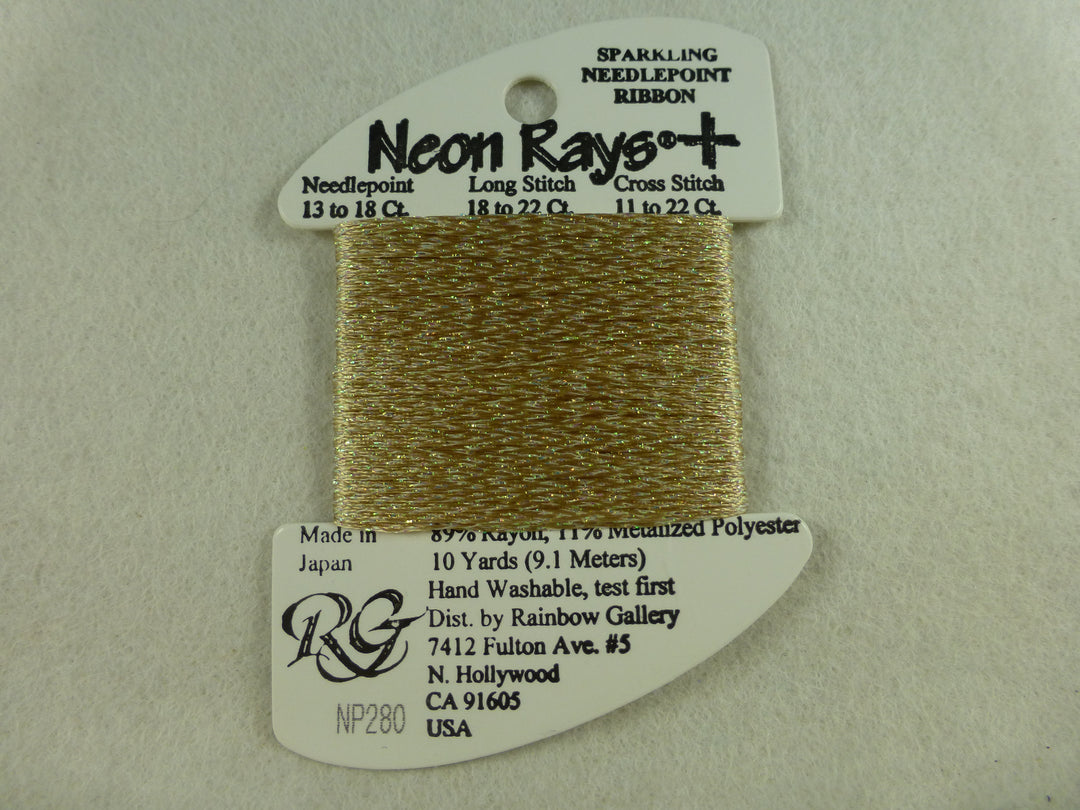 SPARKLING
NEEDLEPOINT
RIBBON
Neon Rays®+
Needlepoint Long Stitch Cross Stitch
13 to 18 Ct. 18 to 22 Ct. 11 to 22 Ct.
Made in
Japan
89% Rayon, 11% Metalized Polyester
10 Yards (9.1 Meters)
Hand Washable, test first
Dist. by Rainbow Gallery
7412 Fulton Ave. #5
N. Hollywood
CA 91605
USA
RG
NP280